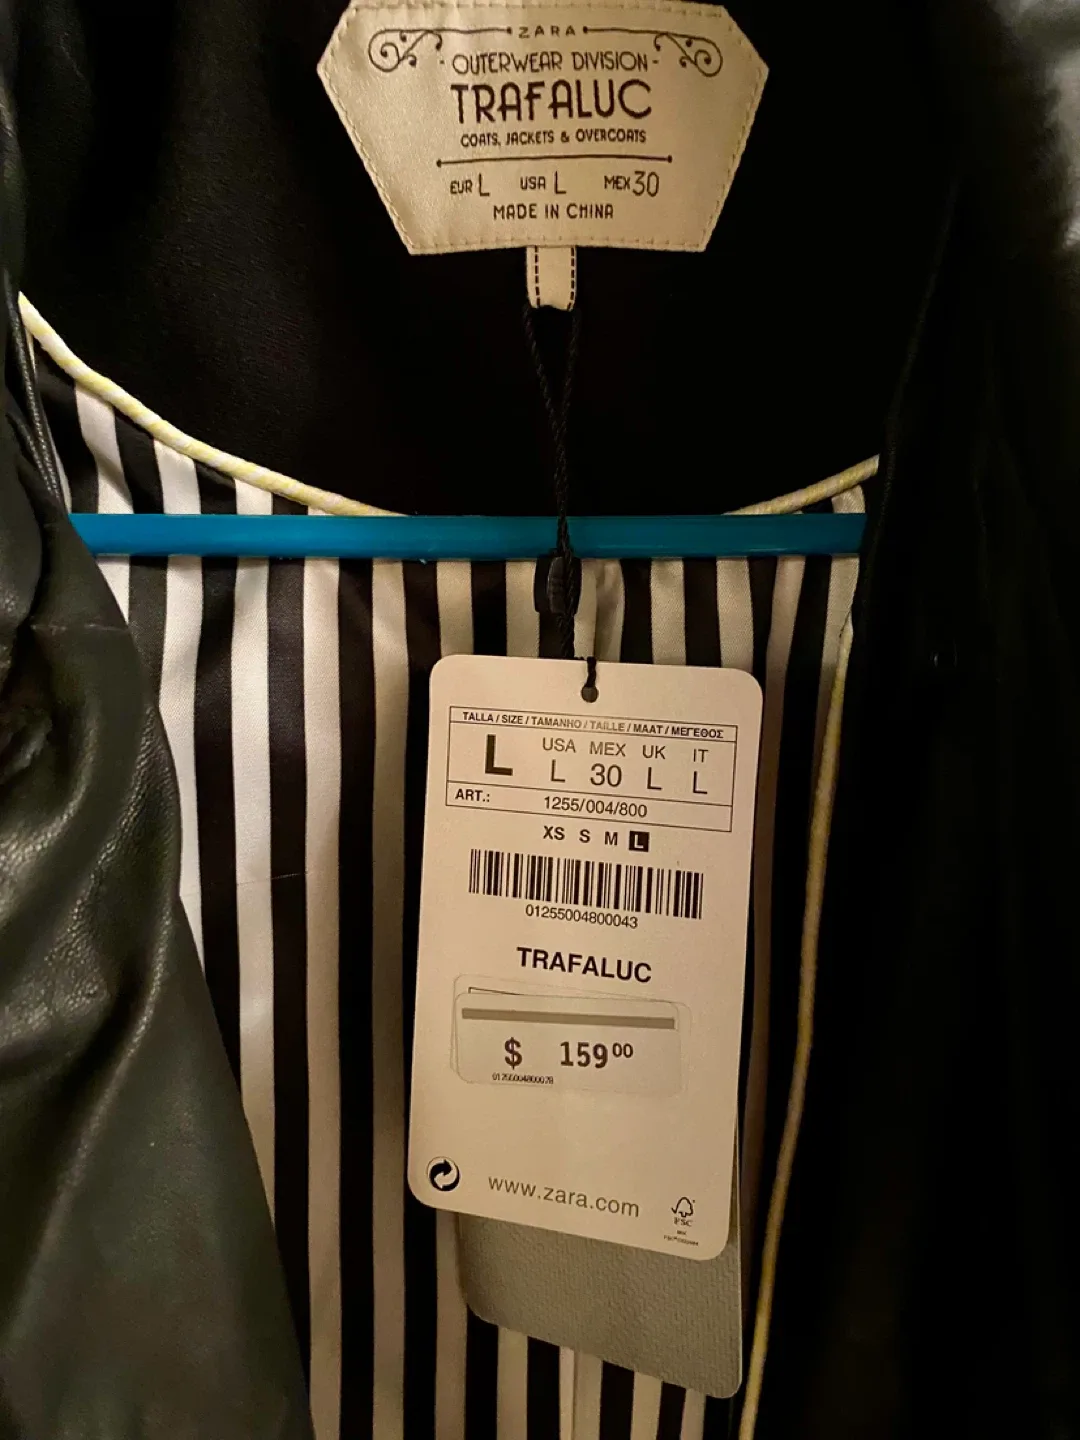 ZARA
OUTERWEAR DIVISION
TRAFALUC
COATS, JACKETS & OVERCOATS
EUR L USA L MEX 30
MADE IN CHINA
TALLA / SIZE / TAMANHO / TAILLE / MAAT / ΜΕΓΕΘΟΣ
USA MEX UK IT
L L 30 L L
ART.: 1255/004/800
XS S M L
01255004800043
TRAFALUC
$ 159 00
www.zara.com
FSC